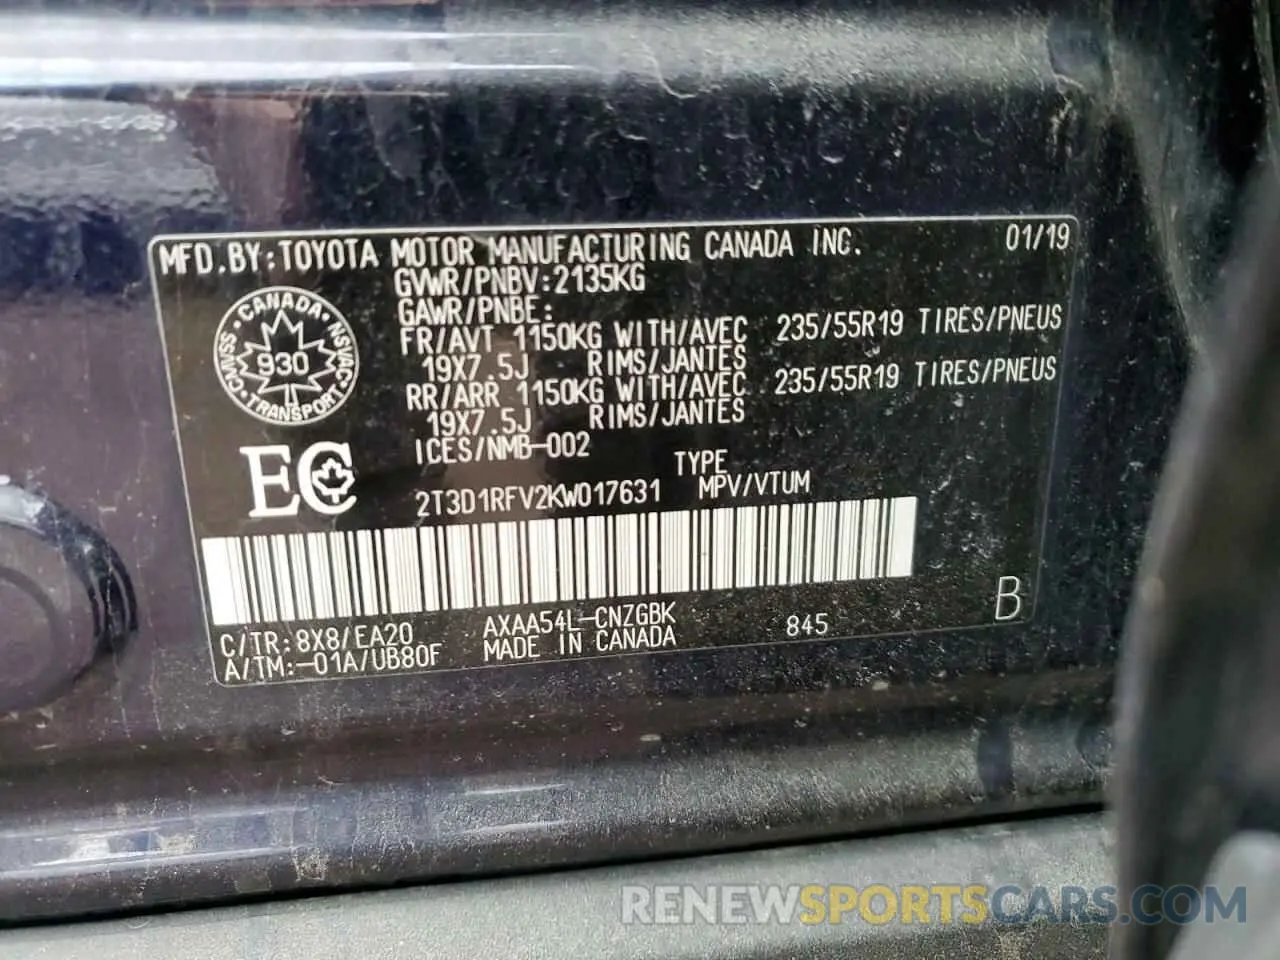 MFD.BY:TOYOTA MOTOR MANUFACTURING CANADA INC. 01/19
GVWR/PNBV:2135KG
GAWR/PNBE:
FR/AVT 1150KG WITH/AVEC 235/55R19 TIRES/PNEUS
19X7.5J RIMS/JANTES
RR/ARR 1150KG WITH/AVEC 235/55R19 TIRES/PNEUS
19X7.5J RIMS/JANTES
ICES/NMB-002
CANADA · NSVAC · TRANSPORT · CMVSS
930
EC
TYPE
2T3D1RFV2KW017631 MPV/VTUM
C/TR: 8X8/EA20 AXAA54L-CNZGBK 845 B
A/TM:-01A/UB80F MADE IN CANADA
RENEWSPORTSCARS.COM